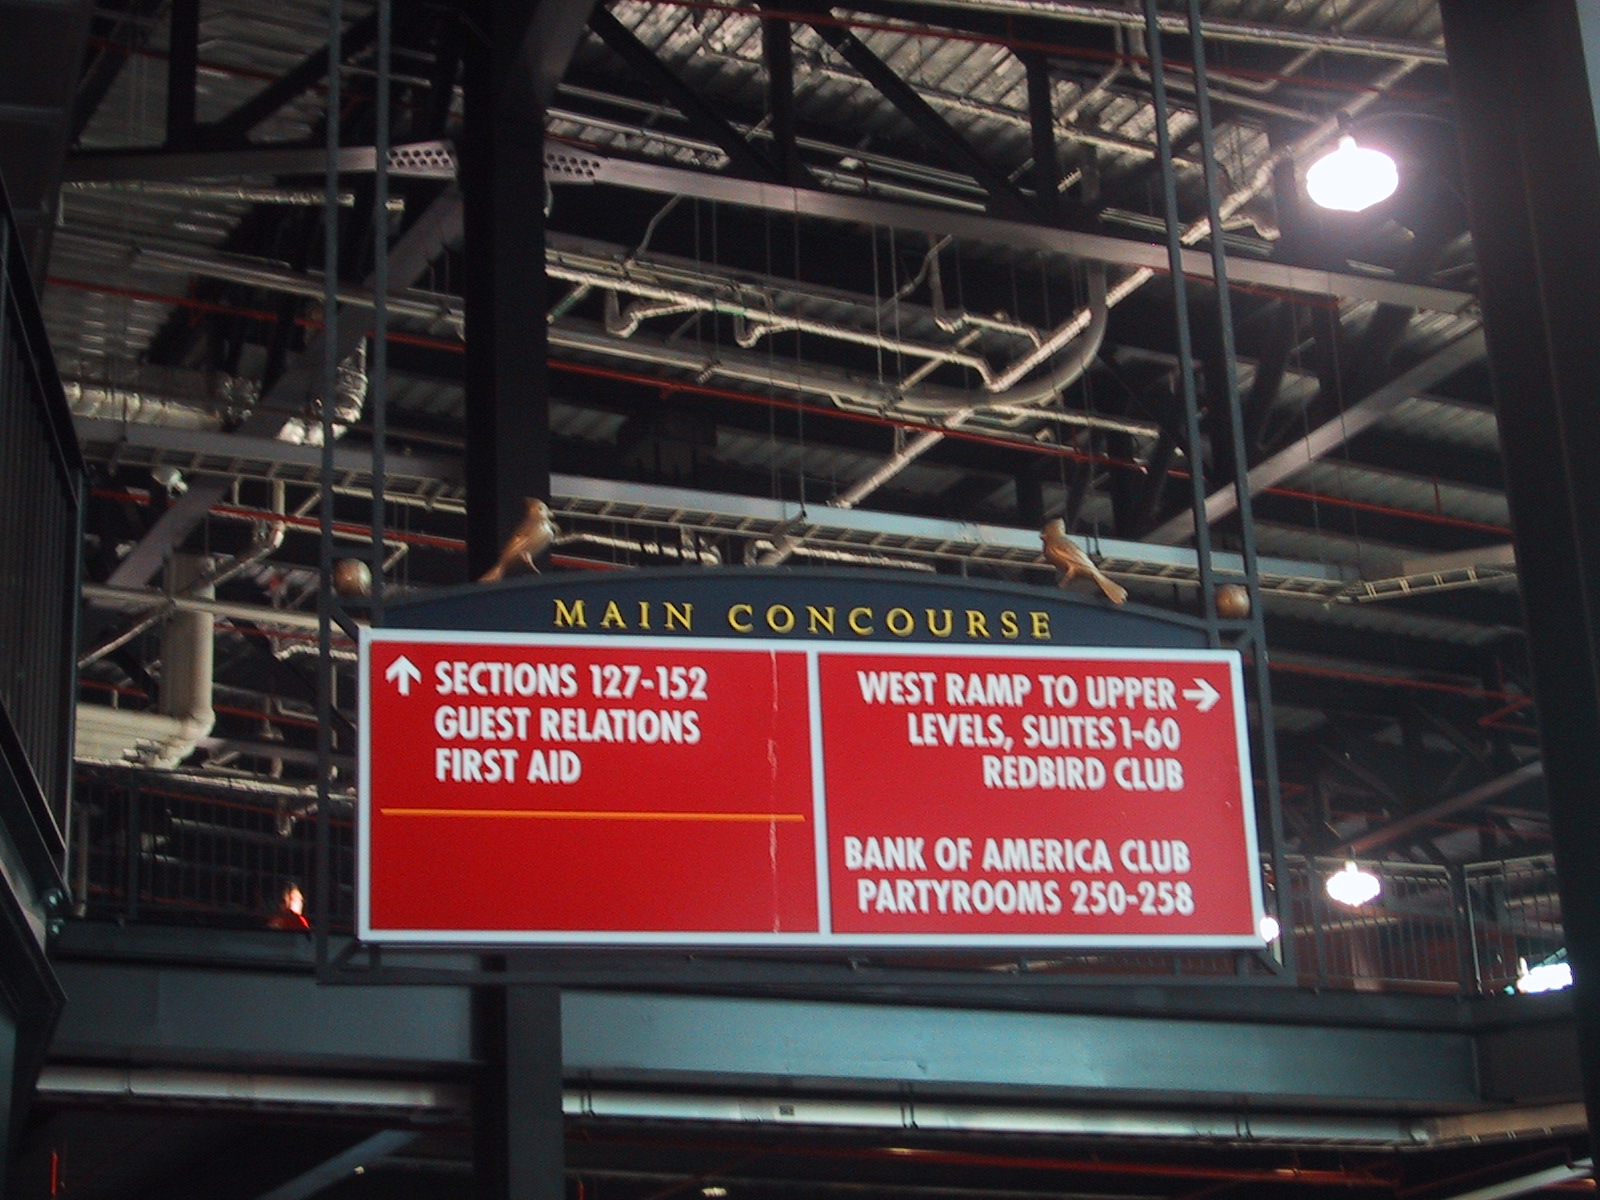 MAIN CONCOURSE
SECTIONS 127-152
GUEST RELATIONS
FIRST AID
WEST RAMP TO UPPER
LEVELS, SUITES 1-60
REDBIRD CLUB
BANK OF AMERICA CLUB
PARTYROOMS 250-258